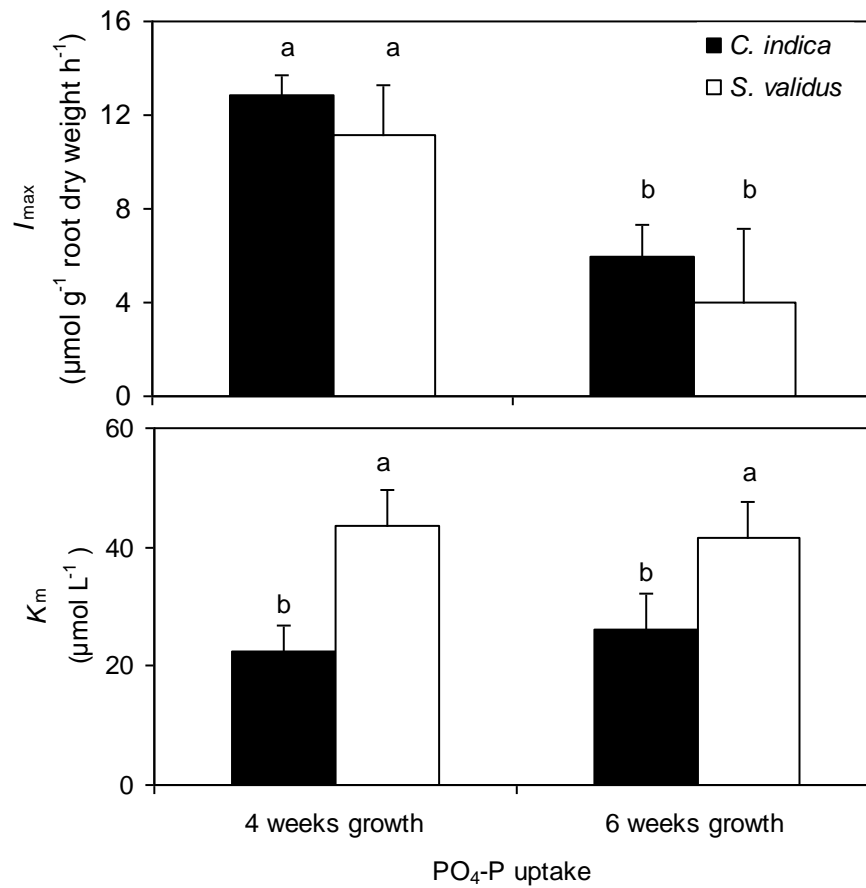 16
12
8
4
0
I max
(µmol g⁻¹ root dry weight h⁻¹)
a a
b b
C. indica
S. validus
60
40
20
0
K m
(µmol L⁻¹ )
b a
b a
4 weeks growth 6 weeks growth
PO₄-P uptake